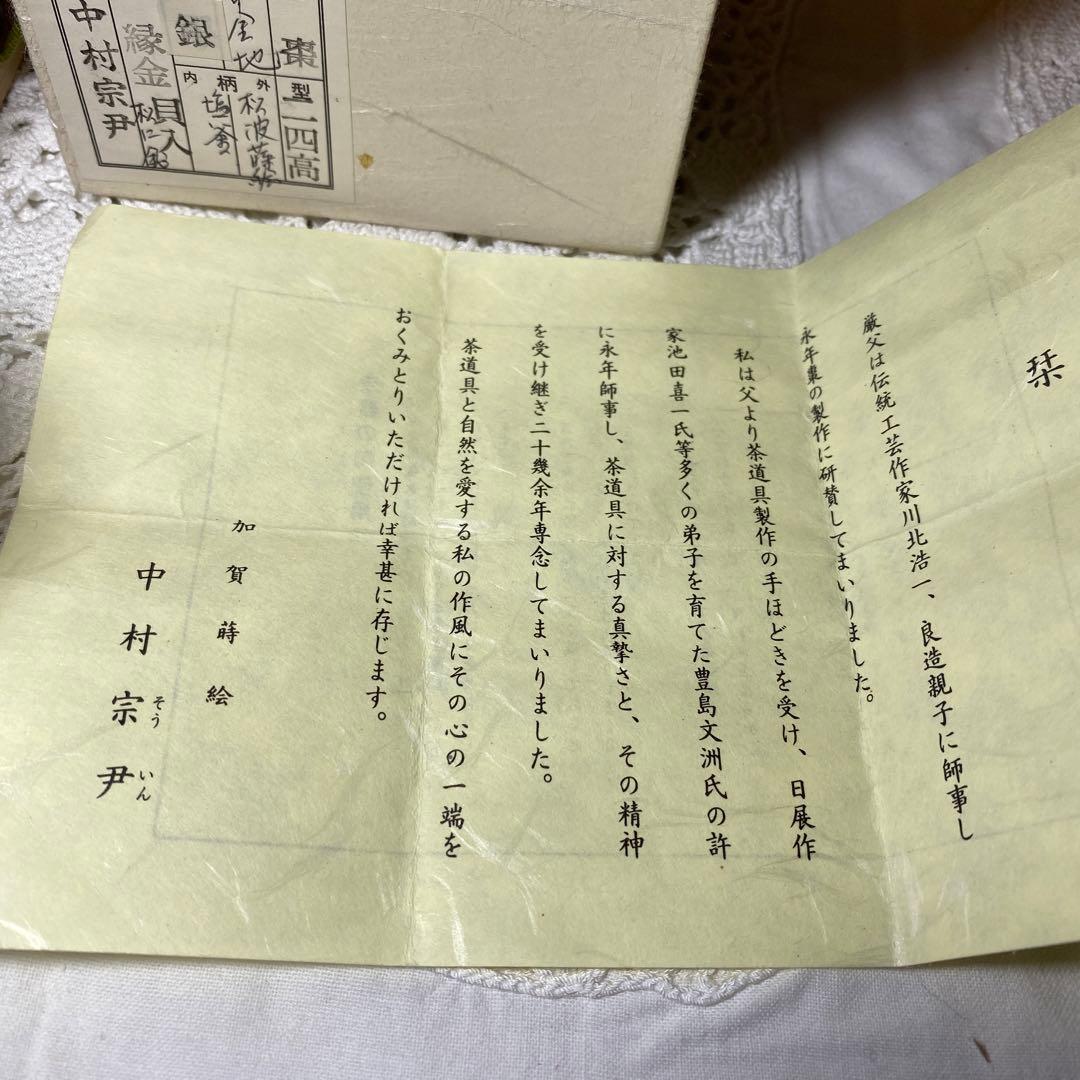 栞
厳父は伝統工芸作家川北浩一、良造親子に師事し
永年棗の製作に研賛してまいりました。
私は父より茶道具製作の手ほどきを受け、日展作
家池田喜一氏等多くの弟子を育てた豊島文洲氏の許
に永年師事し、茶道具に対する真摯さと、その精神
を受け継ぎ二十幾余年専念してまいりました。
茶道具と自然を愛する私の作風にその心の一端を
おくみとりいただければ幸甚に存じます。
加賀蒔絵
中村宗尹
そういん
棗 型 一四高
金地 外 松波蒔絵
柄
銀 内 塩釜
縁金 貝入
中村宗尹